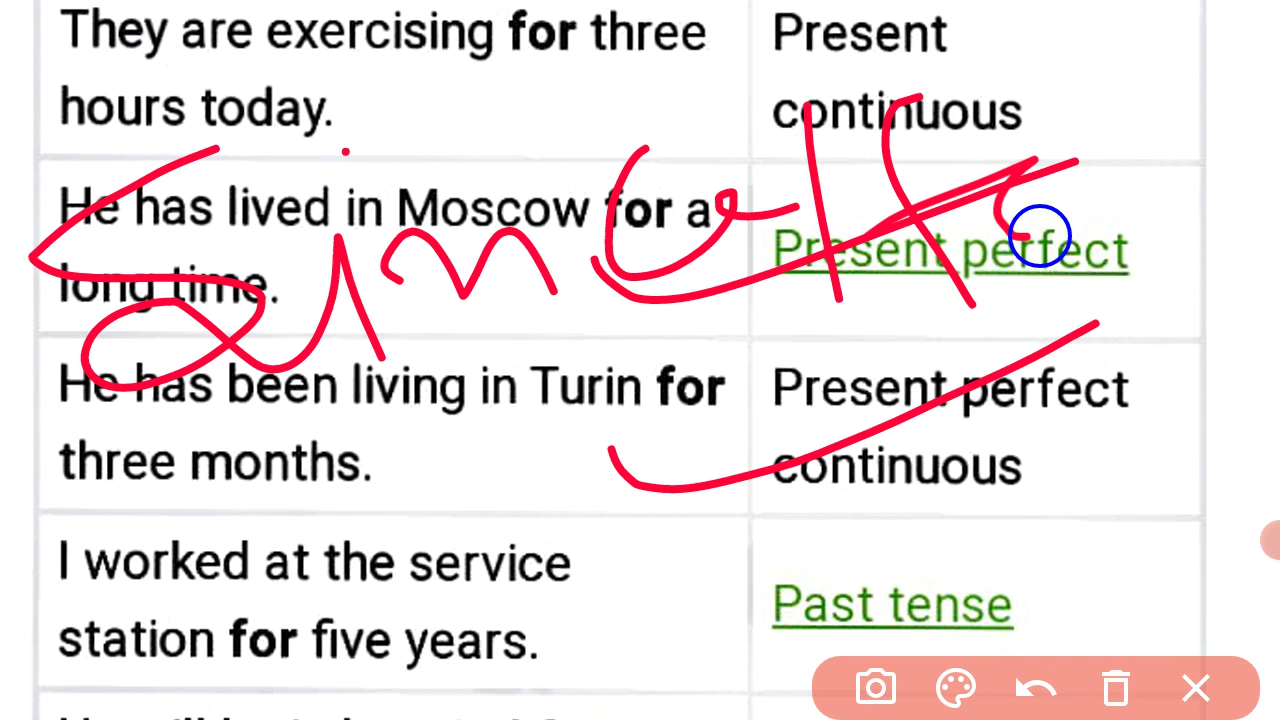 They are exercising for three
hours today.
Present
continuous
He has lived in Moscow for a
long time.
Present perfect
He has been living in Turin for
three months.
Present perfect
continuous
I worked at the service
station for five years.
Past tense
Since